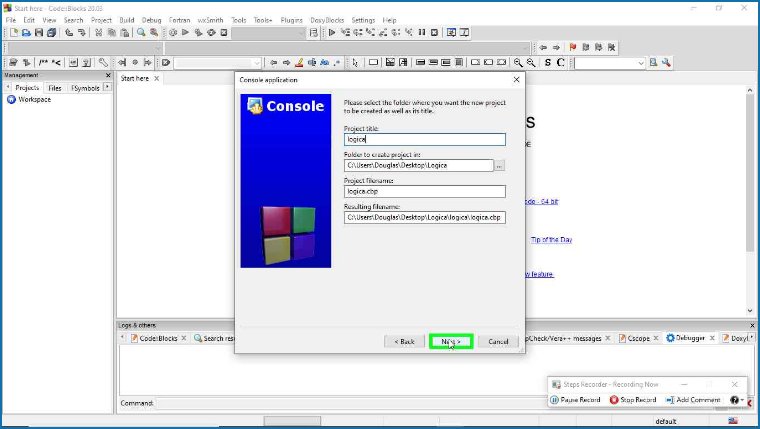 Start here - Code::Blocks 20.03
File Edit View Search Project Build Debug Fortran wxSmith Tools Tools+ Plugins DoxyBlocks Settings Help
Management
Projects Files FSymbols
Workspace
Start here
Console application
Console
Please select the folder where you want the new project
to be created as well as its title.
Project title:
logica
Folder to create project in:
C:\Users\Douglas\Desktop\Logica
...
Project filename:
logica.cbp
Resulting filename:
C:\Users\Douglas\Desktop\Logica\logica\logica.cbp
< Back Next > Cancel
S
DE
ode - 64 bit
Tip of the Day
w feature
Logs & others
Code::Blocks Search resu
pCheck/Vera++ messages Cscope Debugger DoxyBl
Steps Recorder - Recording Now
Pause Record Stop Record Add Comment
Command:
default